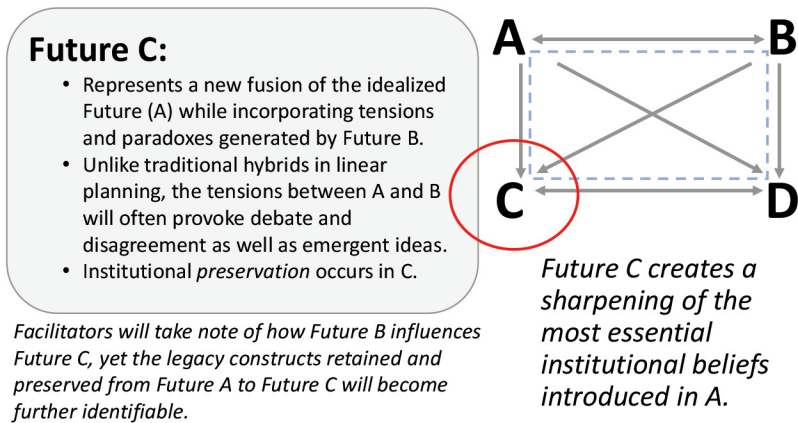 Future C:
• Represents a new fusion of the idealized
Future (A) while incorporating tensions
and paradoxes generated by Future B.
• Unlike traditional hybrids in linear
planning, the tensions between A and B
will often provoke debate and
disagreement as well as emergent ideas.
• Institutional preservation occurs in C.
Facilitators will take note of how Future B influences
Future C, yet the legacy constructs retained and
preserved from Future A to Future C will become
further identifiable.
A
B
C
D
Future C creates a
sharpening of the
most essential
institutional beliefs
introduced in A.